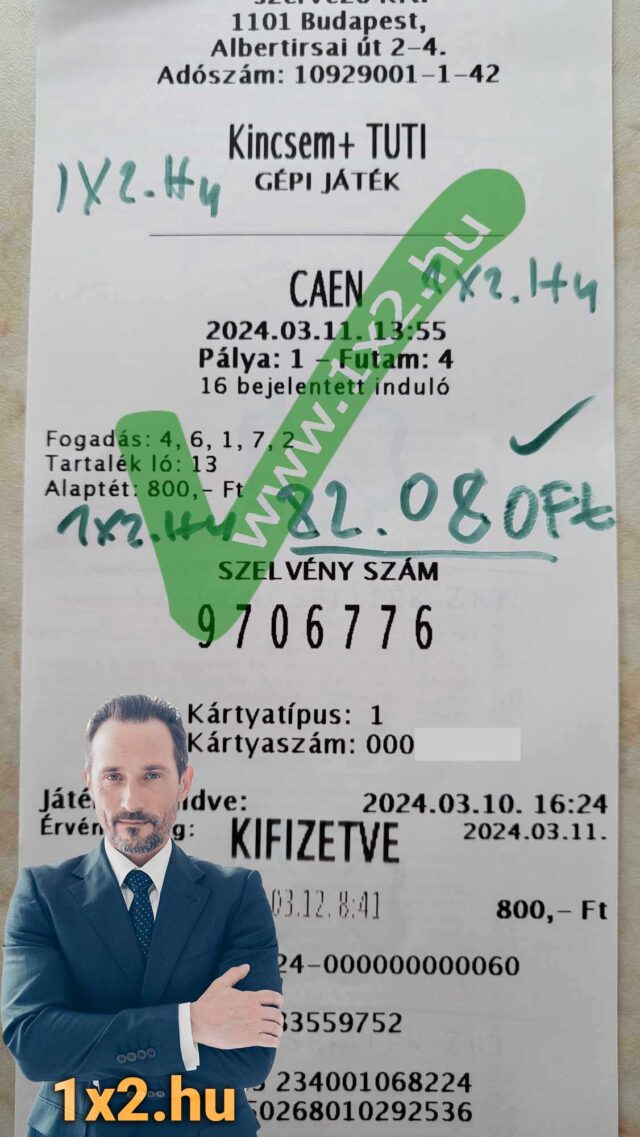 1101 Budapest,
Albertirsai út 2-4.
Adószám: 10929001-1-42
Kincsem+ TUTI
1X2.Hu
GÉPI JÁTÉK
CAEN
1X2.Hu
2024.03.11. 13:55
Pálya: 1 - Futam: 4
16 bejelentett induló
www.1x2.hu
Fogadás: 4, 6, 1, 7, 2
Tartalék ló: 13
Alaptét: 800,- Ft
1X2.Hu 82.080Ft
SZELVÉNY SZÁM
9706776
Kártyatípus: 1
Kártyaszám: 000
2024.03.10. 16:24
2024.03.11.
KIFIZETVE
03.12. 8:41
800,- Ft
24-000000000060
33559752
234001068224
50268010292536
1x2.hu